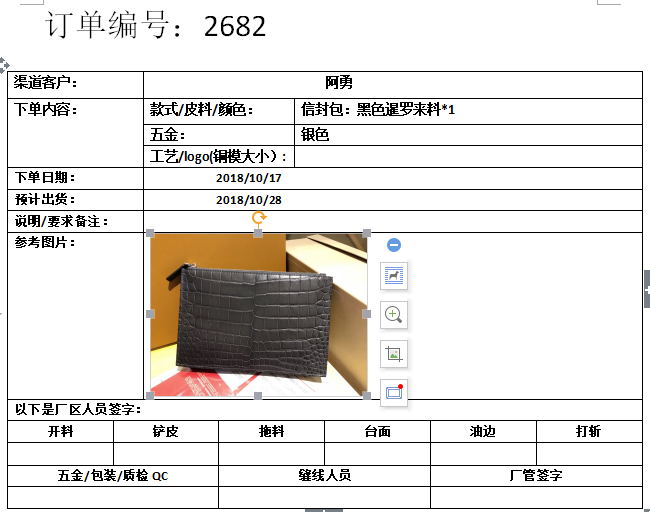 订单编号：2682
渠道客户： 阿勇
下单内容： 款式/皮料/颜色： 信封包：黑色暹罗来料*1
五金： 银色
工艺/logo(铜模大小)：
下单日期： 2018/10/17
预计出货： 2018/10/28
说明/要求备注：
参考图片：
以下是厂区人员签字：
开料 铲皮 拖料 台面 油边 打斩
五金/包装/质检 QC 缝线人员 厂管签字